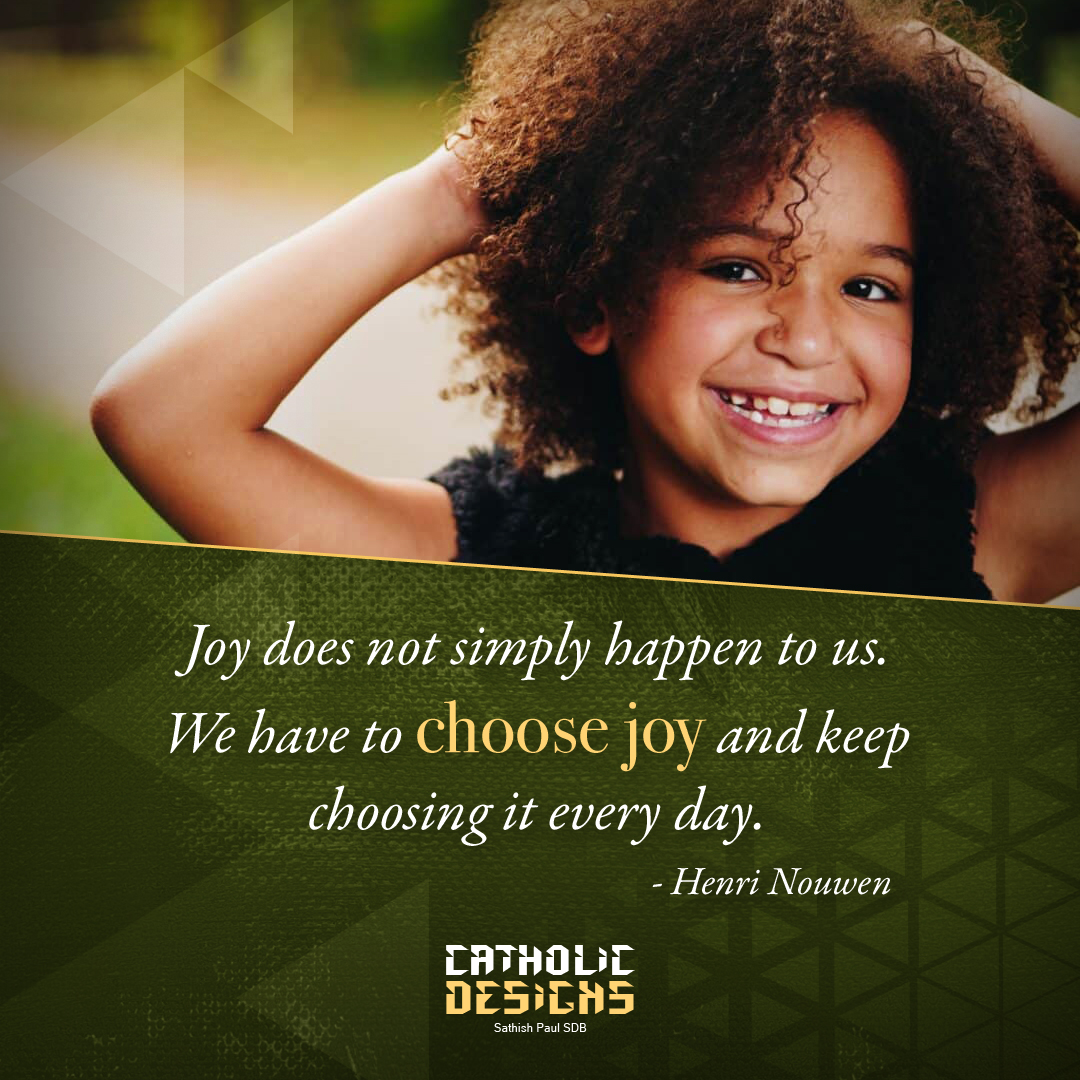 Joy does not simply happen to us.
We have to choose joy and keep
choosing it every day.
- Henri Nouwen
CATHOLIC
DESIGNS
Sathish Paul SDB